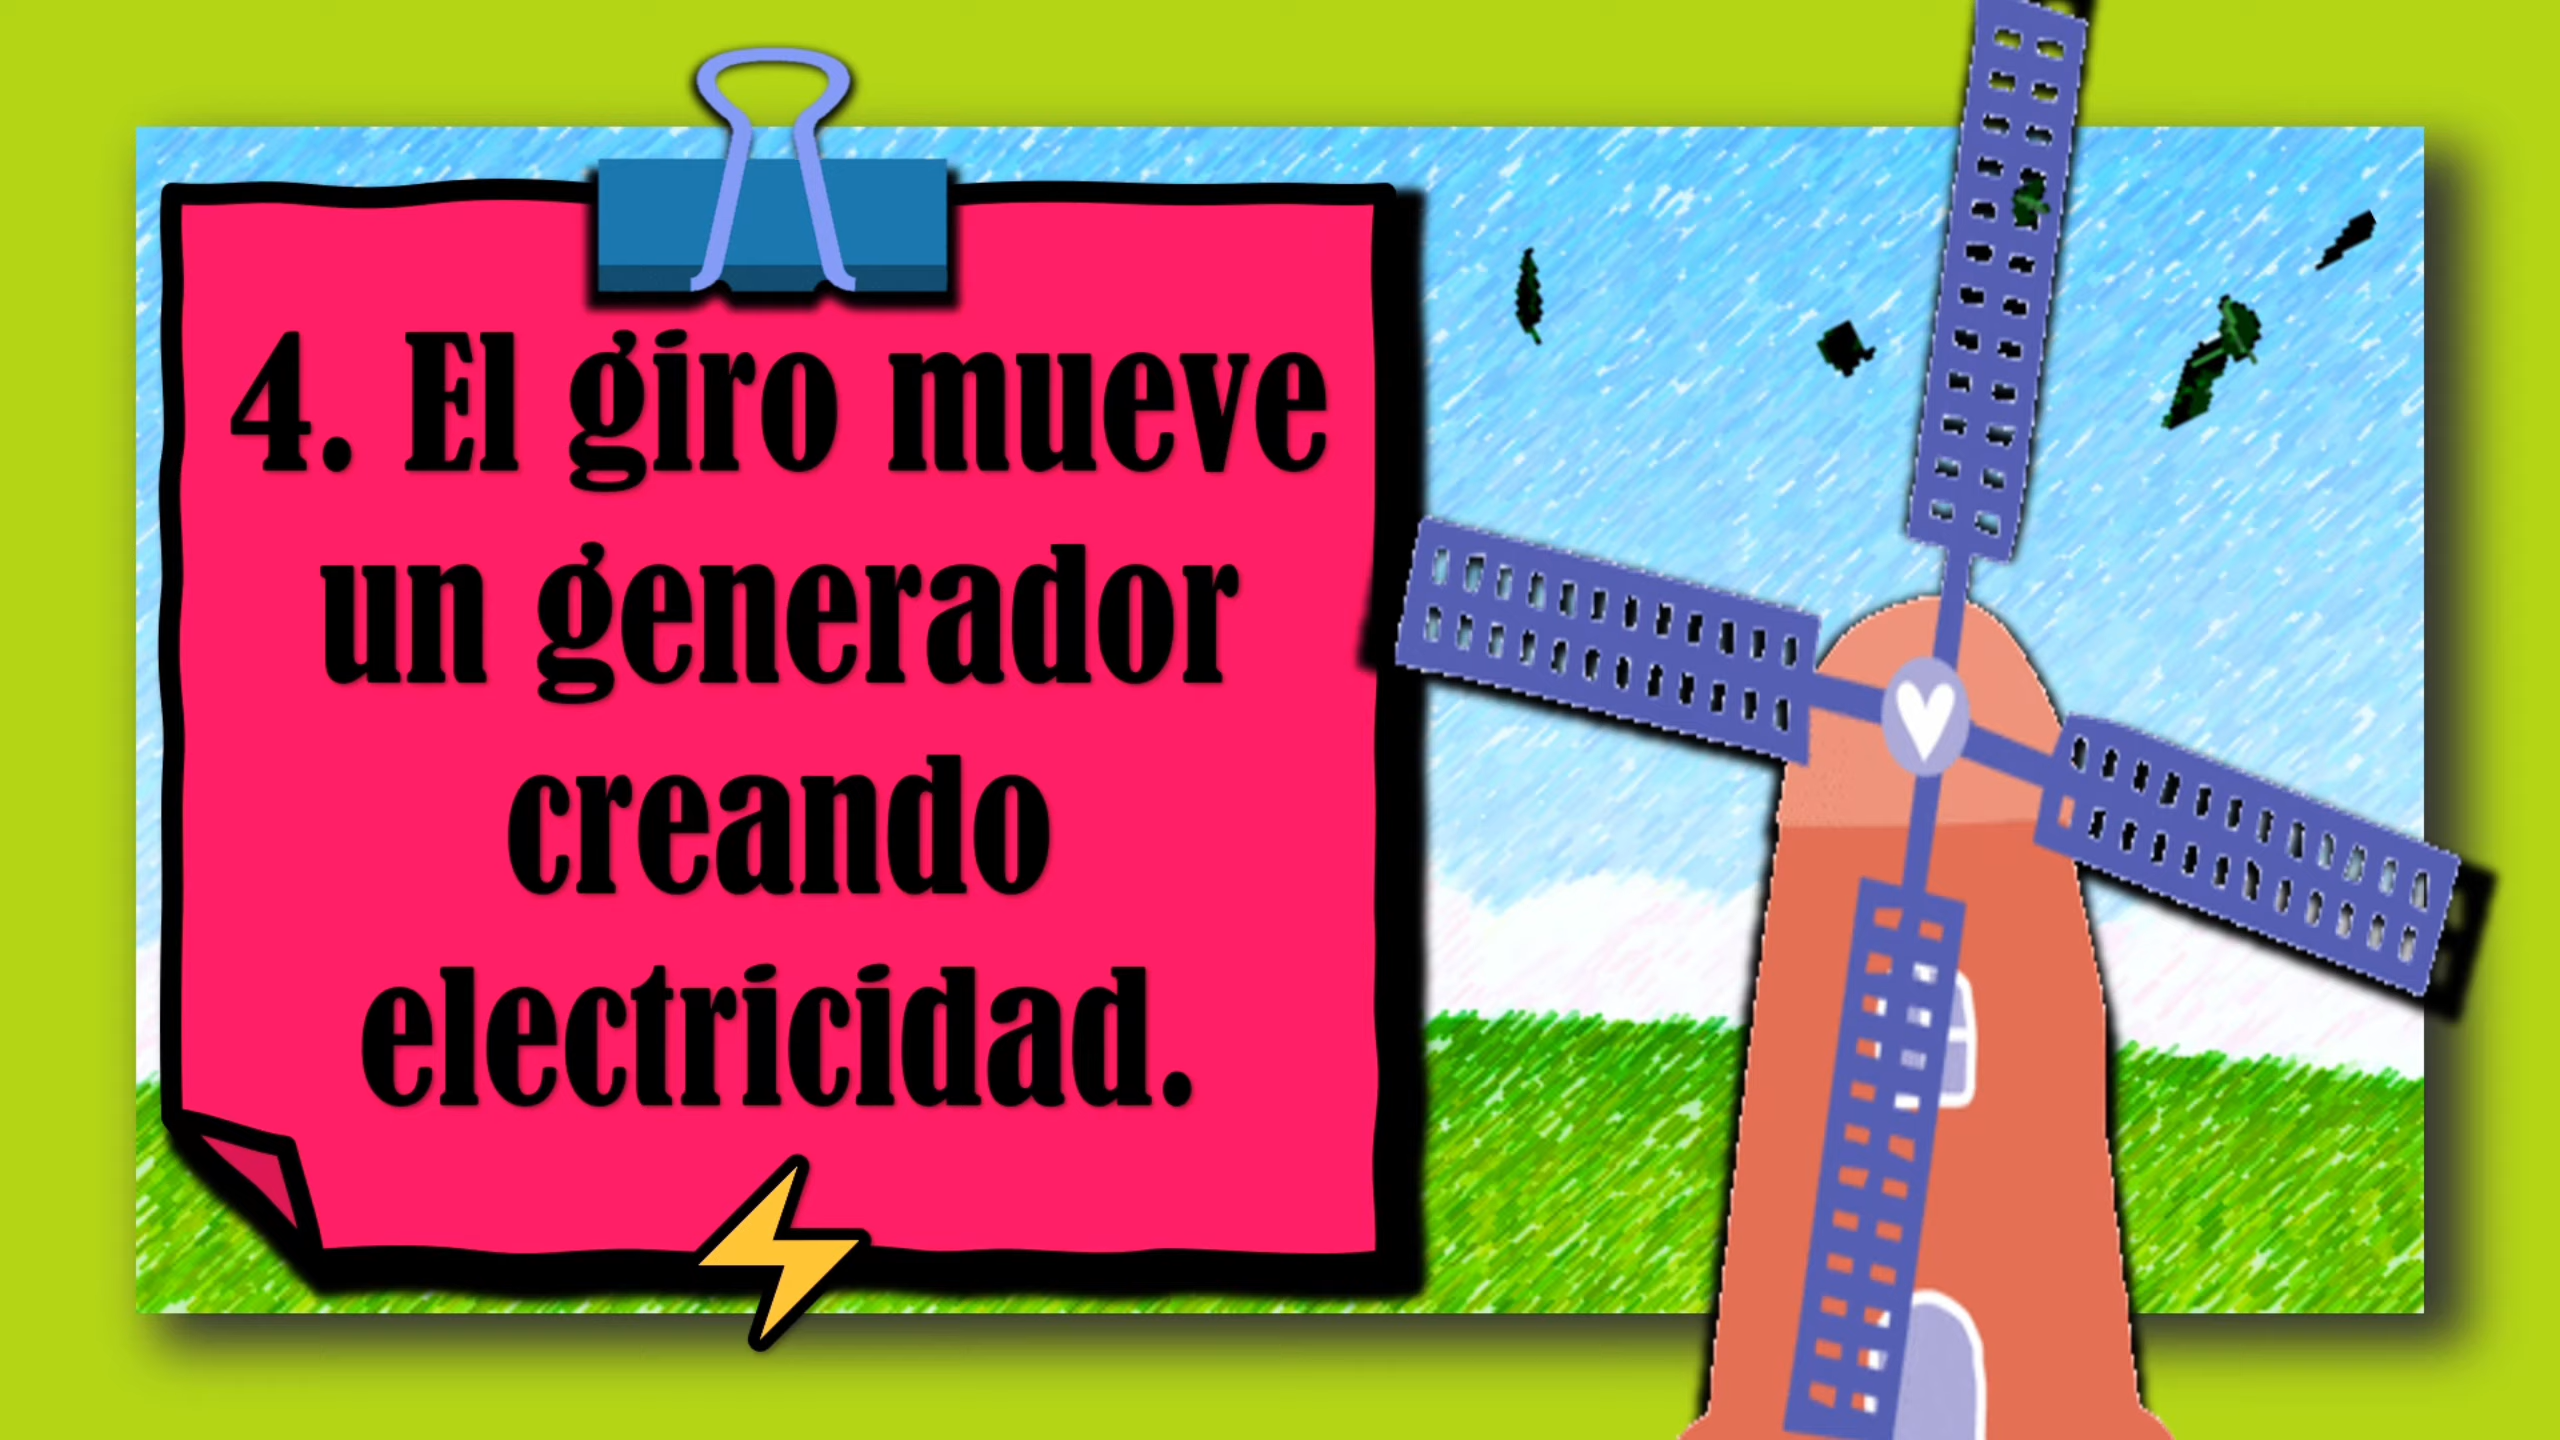 4. El giro mueve
un generador
creando
electricidad.